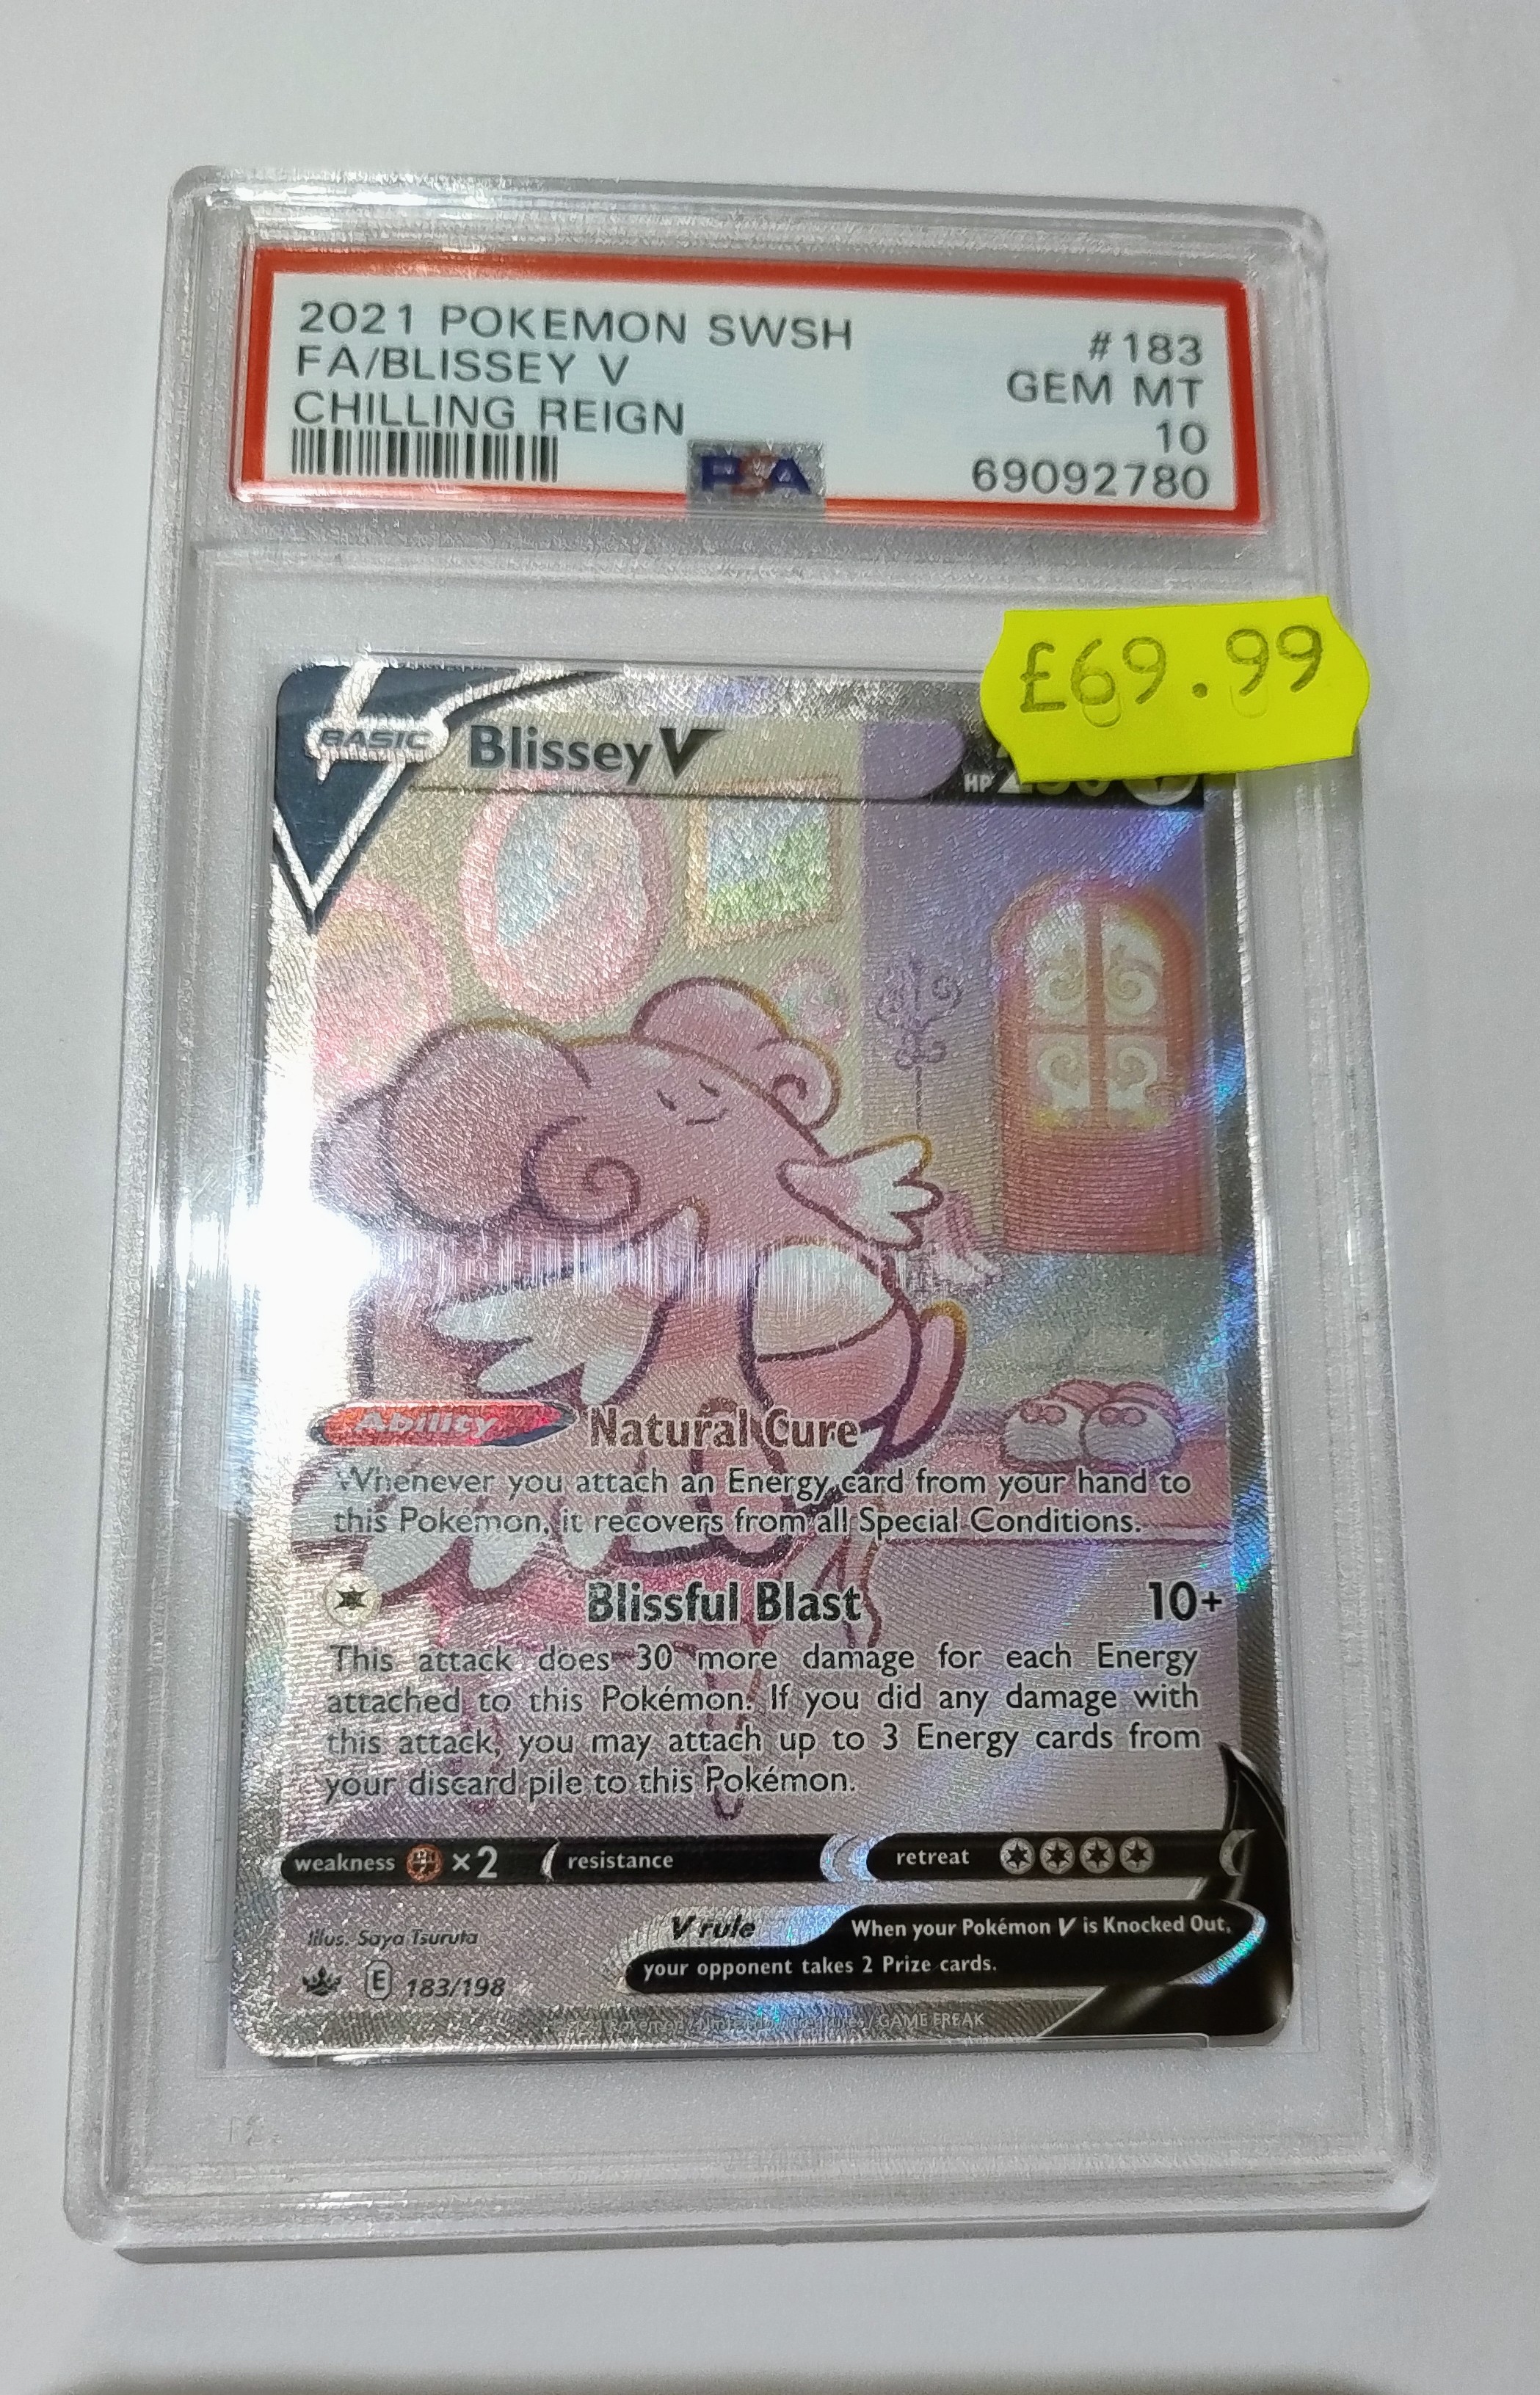 2021 POKEMON SWSH
FA/BLISSEY V
CHILLING REIGN
#183
GEM MT
10
69092780
PSA
£69.99
BASIC
Blissey V
HP
Ability Natural Cure
Whenever you attach an Energy card from your hand to
this Pokémon, it recovers from all Special Conditions.
Blissful Blast 10+
This attack does 30 more damage for each Energy
attached to this Pokémon. If you did any damage with
this attack, you may attach up to 3 Energy cards from
your discard pile to this Pokémon.
weakness ×2 resistance retreat
Illus. Saya Tsuruta
E 183/198
V rule When your Pokémon V is Knocked Out,
your opponent takes 2 Prize cards.
Pokémon / GAME FREAK